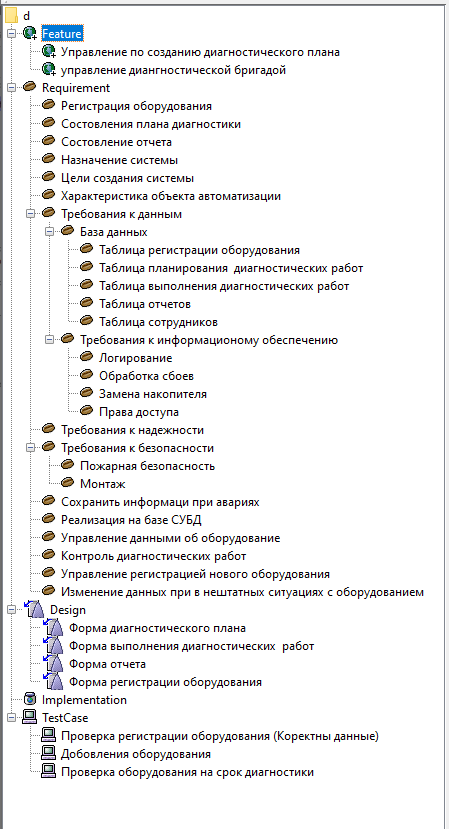 d
Feature
Управление по созданию диагностического плана
управление диангностической бригадой
Requirement
Регистрация оборудования
Состовления плана диагностики
Состовление отчета
Назначение системы
Цели создания системы
Характеристика объекта автоматизации
Требования к данным
База данных
Таблица регистрации оборудования
Таблица планирования диагностических работ
Таблица выполнения диагностических работ
Таблица отчетов
Таблица сотрудников
Требования к информационому обеспечению
Логирование
Обработка сбоев
Замена накопителя
Права доступа
Требования к надежности
Требования к безопасности
Пожарная безопасность
Монтаж
Сохранить информаци при авариях
Реализация на базе СУБД
Управление данными об оборудование
Контроль диагностических работ
Управление регистрацией нового оборудования
Изменение данных при в нештатных ситуациях с оборудованием
Design
Форма диагностического плана
Форма выполнения диагностических работ
Форма отчета
Форма регистрации оборудования
Implementation
TestCase
Проверка регистрации оборудования (Коректны данные)
Добовления оборудования
Проверка оборудования на срок диагностики